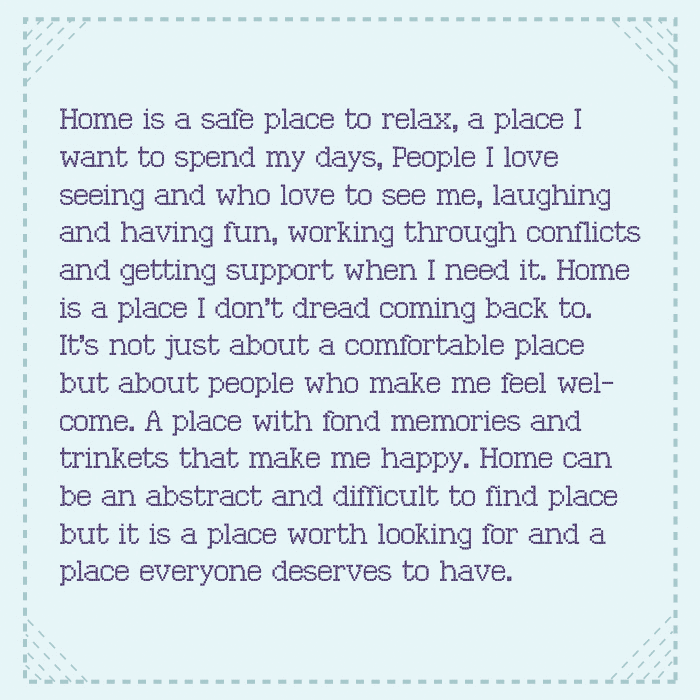 Home is a safe place to relax, a place I
want to spend my days, People I love
seeing and who love to see me, laughing
and having fun, working through conflicts
and getting support when I need it. Home
is a place I don't dread coming back to.
It's not just about a comfortable place
but about people who make me feel wel-
come. A place with fond memories and
trinkets that make me happy. Home can
be an abstract and difficult to find place
but it is a place worth looking for and a
place everyone deserves to have.